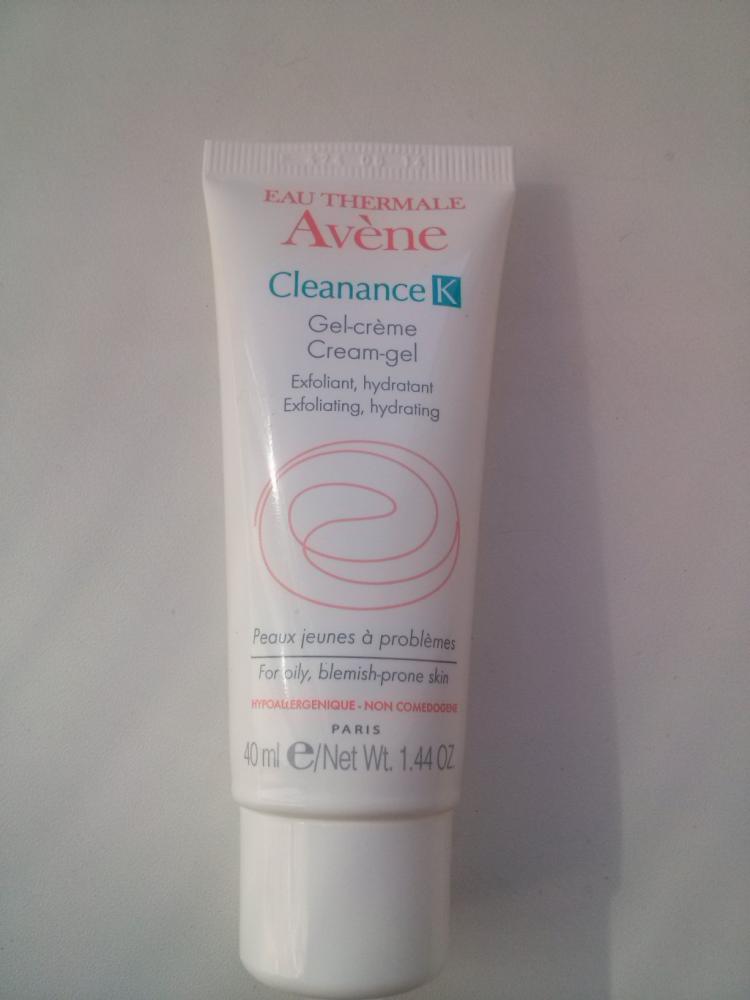 EAU THERMALE
Avène
Cleanance K
Gel-crème
Cream-gel
Exfoliant, hydratant
Exfoliating, hydrating
Peaux jeunes à problèmes
For oily, blemish-prone skin
HYPOALLERGENIQUE - NON COMEDOGENE
PARIS
40 ml e/Net Wt. 1.44 OZ.